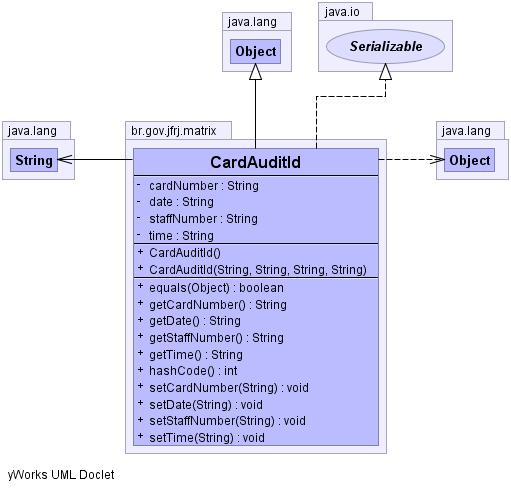 java.lang
Object
java.io
Serializable
java.lang
String
br.gov.jfrj.matrix
java.lang
Object
CardAuditId
- cardNumber : String
- date : String
- staffNumber : String
- time : String
+ CardAuditId()
+ CardAuditId(String, String, String, String)
+ equals(Object) : boolean
+ getCardNumber() : String
+ getDate() : String
+ getStaffNumber() : String
+ getTime() : String
+ hashCode() : int
+ setCardNumber(String) : void
+ setDate(String) : void
+ setStaffNumber(String) : void
+ setTime(String) : void
yWorks UML Doclet